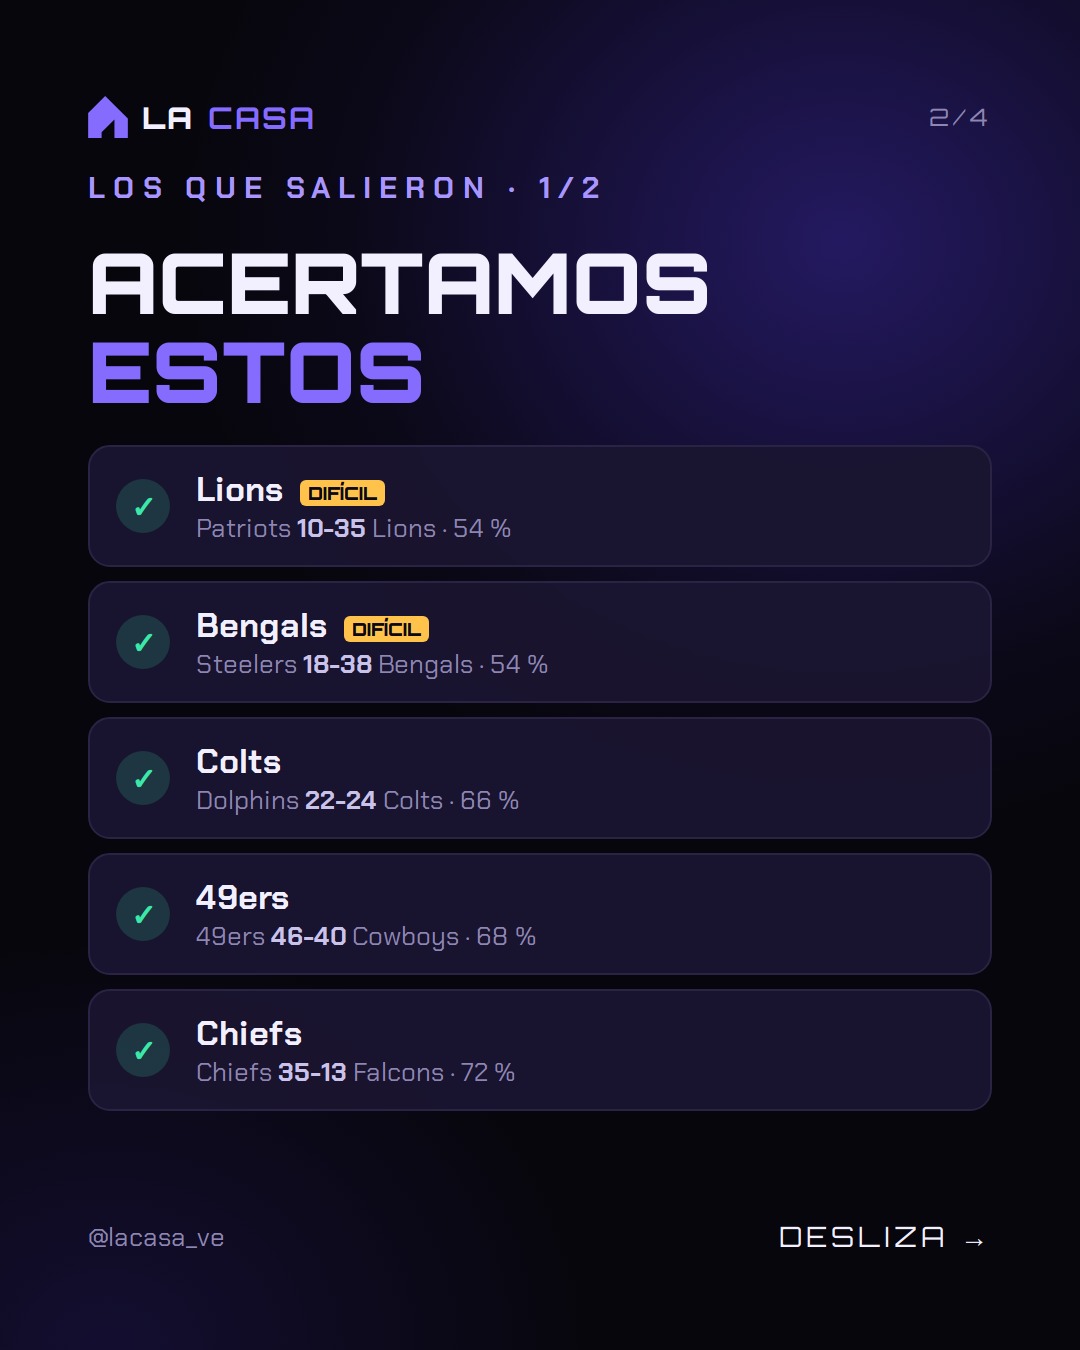 LA CASA
2/4
LOS QUE SALIERON · 1/2
ACERTAMOS
ESTOS
✓
Lions DIFÍCIL
Patriots 10-35 Lions · 54 %
✓
Bengals DIFÍCIL
Steelers 18-38 Bengals · 54 %
✓
Colts
Dolphins 22-24 Colts · 66 %
✓
49ers
49ers 46-40 Cowboys · 68 %
✓
Chiefs
Chiefs 35-13 Falcons · 72 %
@lacasa_ve
DESLIZA →